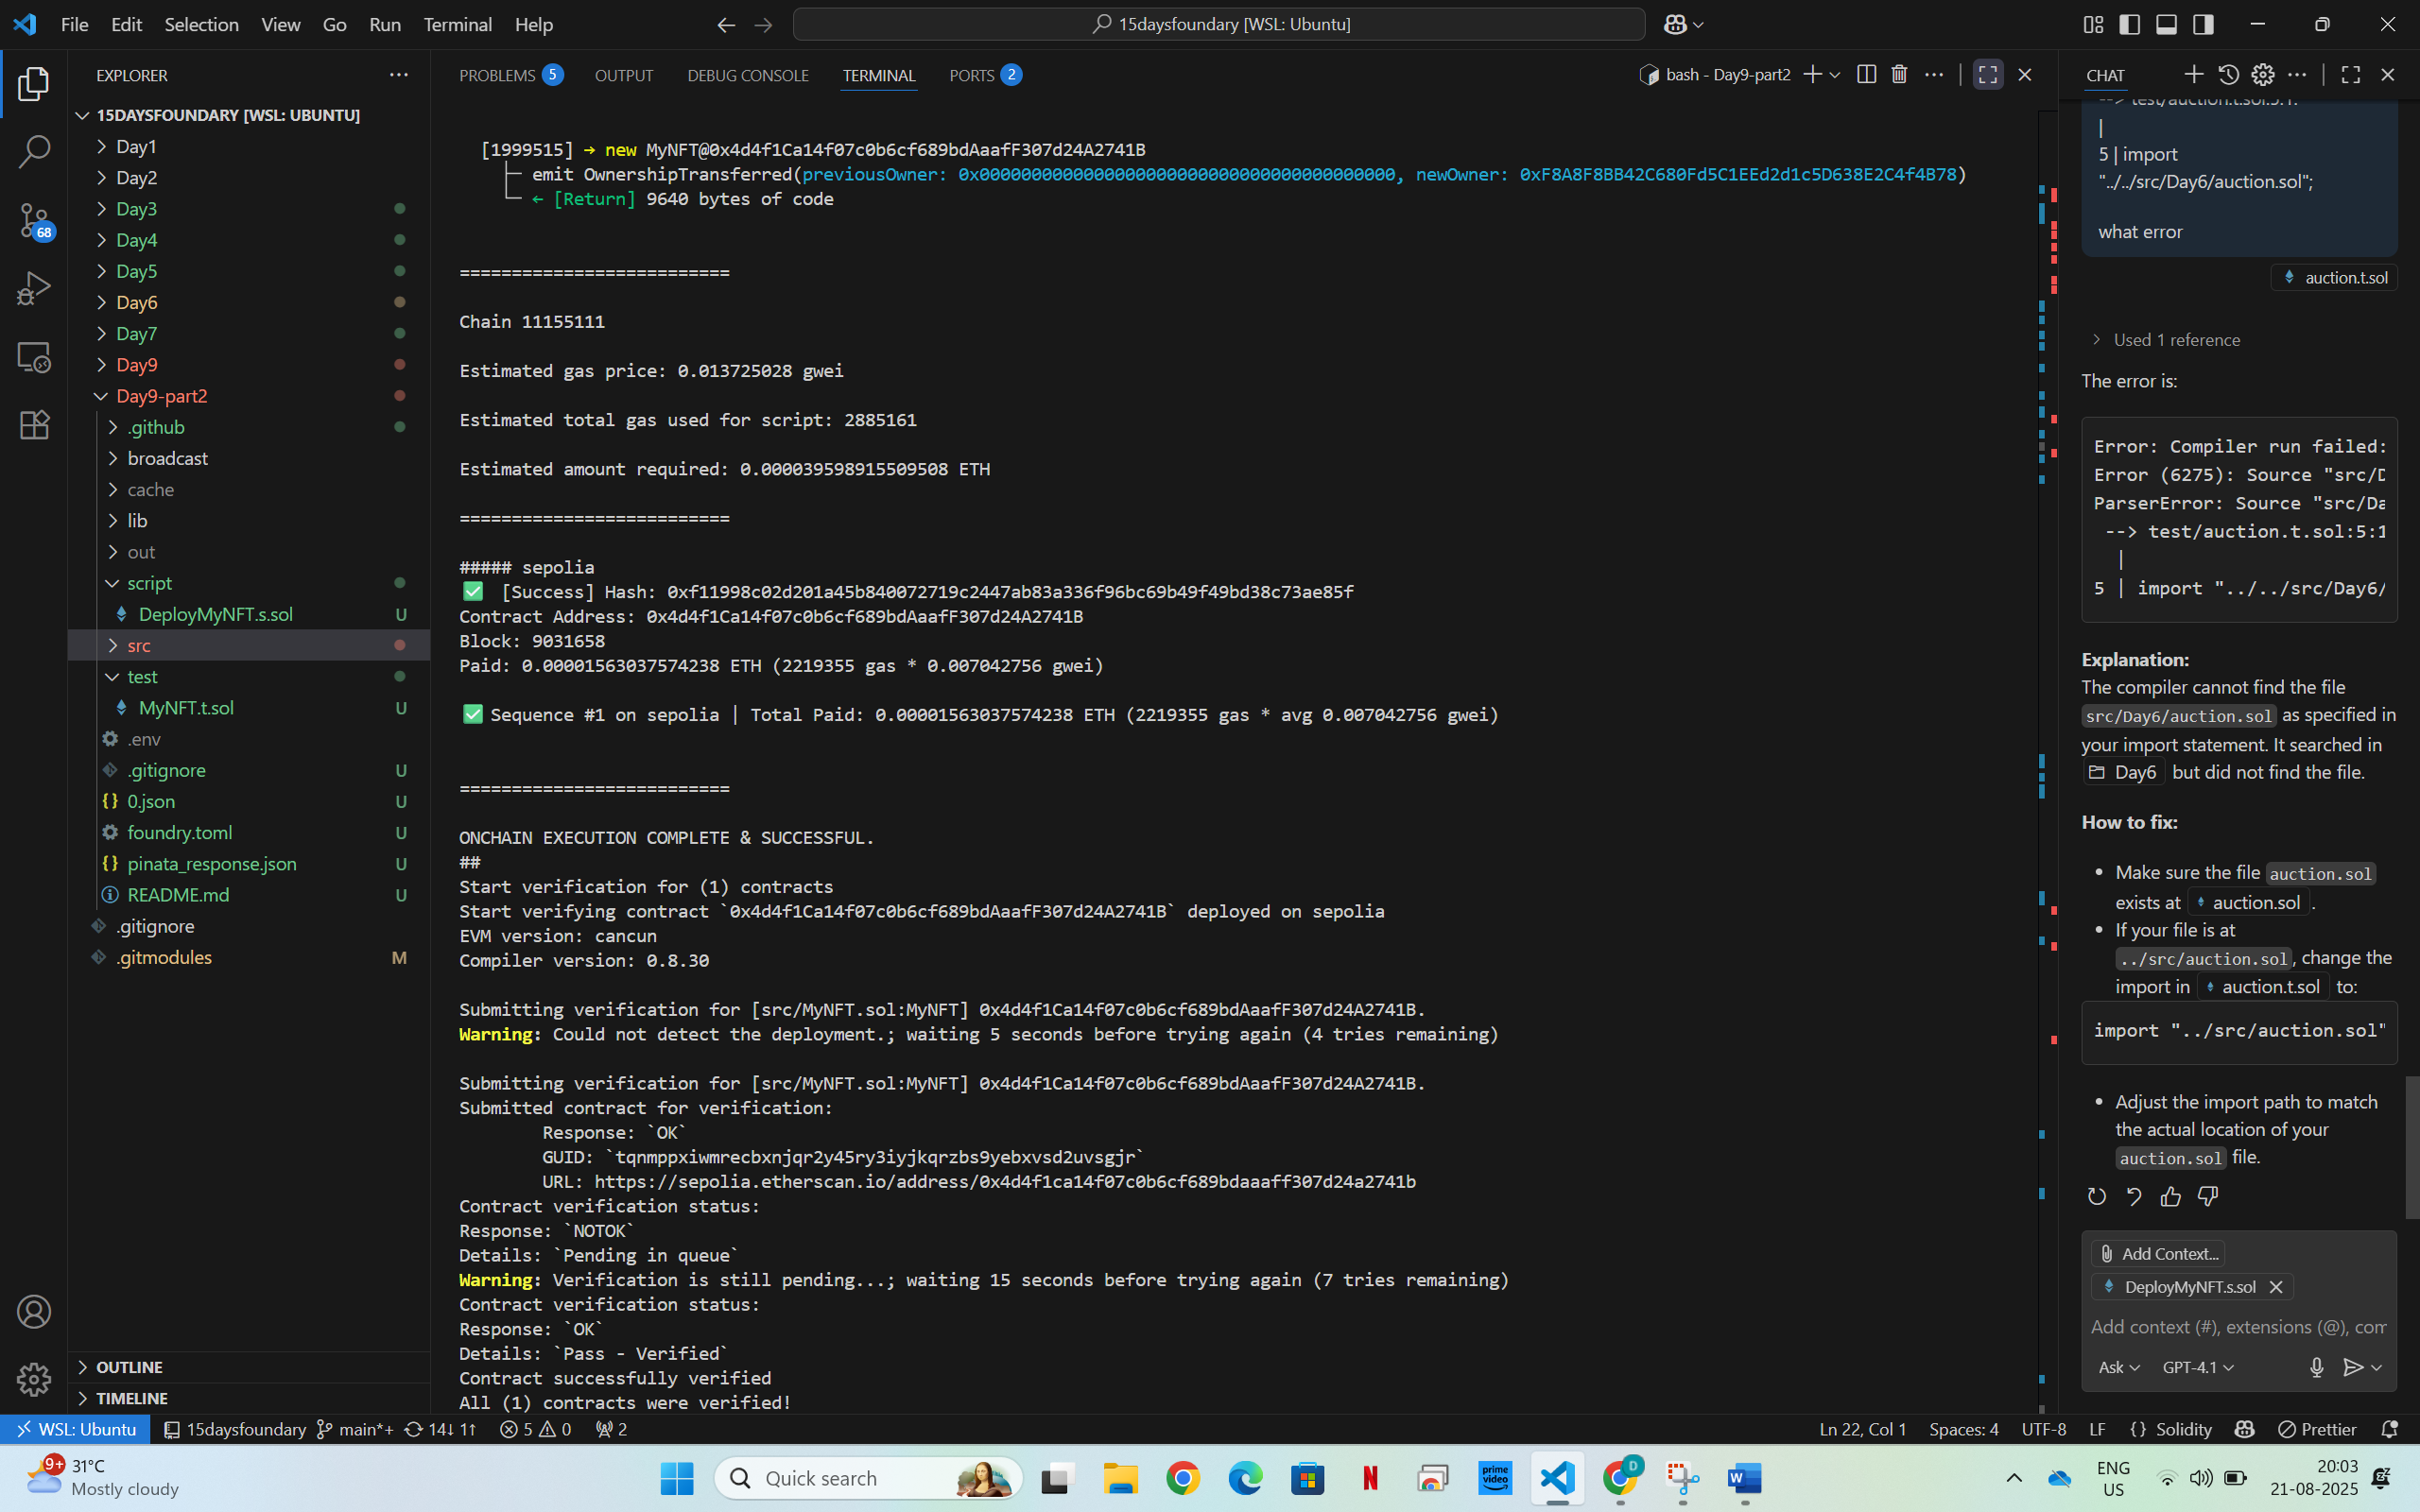 File Edit Selection View Go Run Terminal Help
15daysfoundary [WSL: Ubuntu]
EXPLORER
15DAYSFOUNDARY [WSL: UBUNTU]
Day1
Day2
Day3
Day4
Day5
Day6
Day7
Day9
Day9-part2
.github
broadcast
cache
lib
out
script
DeployMyNFT.s.sol U
src
test
MyNFT.t.sol U
.env
.gitignore U
0.json U
foundry.toml U
pinata_response.json U
README.md U
.gitignore
.gitmodules M
OUTLINE
TIMELINE
68
PROBLEMS 5 OUTPUT DEBUG CONSOLE TERMINAL PORTS 2
bash - Day9-part2
[1999515] → new MyNFT@0x4d4f1Ca14f07c0b6cf689bdAaafF307d24A2741B
├─ emit OwnershipTransferred(previousOwner: 0x0000000000000000000000000000000000000000, newOwner: 0xF8A8F8BB42C680Fd5C1EEd2d1c5D638E2C4f4B78)
└─ ← [Return] 9640 bytes of code
==========================
Chain 11155111
Estimated gas price: 0.013725028 gwei
Estimated total gas used for script: 2885161
Estimated amount required: 0.000039598915509508 ETH
==========================
##### sepolia
✅ [Success] Hash: 0xf11998c02d201a45b840072719c2447ab83a336f96bc69b49f49bd38c73ae85f
Contract Address: 0x4d4f1Ca14f07c0b6cf689bdAaafF307d24A2741B
Block: 9031658
Paid: 0.00001563037574238 ETH (2219355 gas * 0.007042756 gwei)
✅ Sequence #1 on sepolia | Total Paid: 0.00001563037574238 ETH (2219355 gas * avg 0.007042756 gwei)
==========================
ONCHAIN EXECUTION COMPLETE & SUCCESSFUL.
##
Start verification for (1) contracts
Start verifying contract `0x4d4f1Ca14f07c0b6cf689bdAaafF307d24A2741B` deployed on sepolia
EVM version: cancun
Compiler version: 0.8.30
Submitting verification for [src/MyNFT.sol:MyNFT] 0x4d4f1Ca14f07c0b6cf689bdAaafF307d24A2741B.
Warning: Could not detect the deployment.; waiting 5 seconds before trying again (4 tries remaining)
Submitting verification for [src/MyNFT.sol:MyNFT] 0x4d4f1Ca14f07c0b6cf689bdAaafF307d24A2741B.
Submitted contract for verification:
Response: `OK`
GUID: `tqnmppxiwmrecbxnjqr2y45ry3iyjkqrzbs9yebxvsd2uvsgjr`
URL: https://sepolia.etherscan.io/address/0x4d4f1ca14f07c0b6cf689bdaaaff307d24a2741b
Contract verification status:
Response: `NOTOK`
Details: `Pending in queue`
Warning: Verification is still pending...; waiting 15 seconds before trying again (7 tries remaining)
Contract verification status:
Response: `OK`
Details: `Pass - Verified`
Contract successfully verified
All (1) contracts were verified!
CHAT
--> test/auction.t.sol:5:1:
|
5 | import
"../../src/Day6/auction.sol";
what error
auction.t.sol
Used 1 reference
The error is:
Error: Compiler run failed:
Error (6275): Source "src/D
ParserError: Source "src/Da
--> test/auction.t.sol:5:1
|
5 | import "../../src/Day6/
Explanation:
The compiler cannot find the file
src/Day6/auction.sol as specified in
your import statement. It searched in
Day6 but did not find the file.
How to fix:
• Make sure the file auction.sol
exists at auction.sol .
• If your file is at
../src/auction.sol, change the
import in auction.t.sol to:
import "../src/auction.sol"
• Adjust the import path to match
the actual location of your
auction.sol file.
Add Context...
DeployMyNFT.s.sol
Add context (#), extensions (@), com
Ask GPT-4.1
WSL: Ubuntu 15daysfoundary main*+ 14↓ 1↑ 5 0 2
Ln 22, Col 1 Spaces: 4 UTF-8 LF {} Solidity Prettier
9+
31°C
Mostly cloudy
Quick search
prime video
N
D
W
ENG
US
20:03
21-08-2025